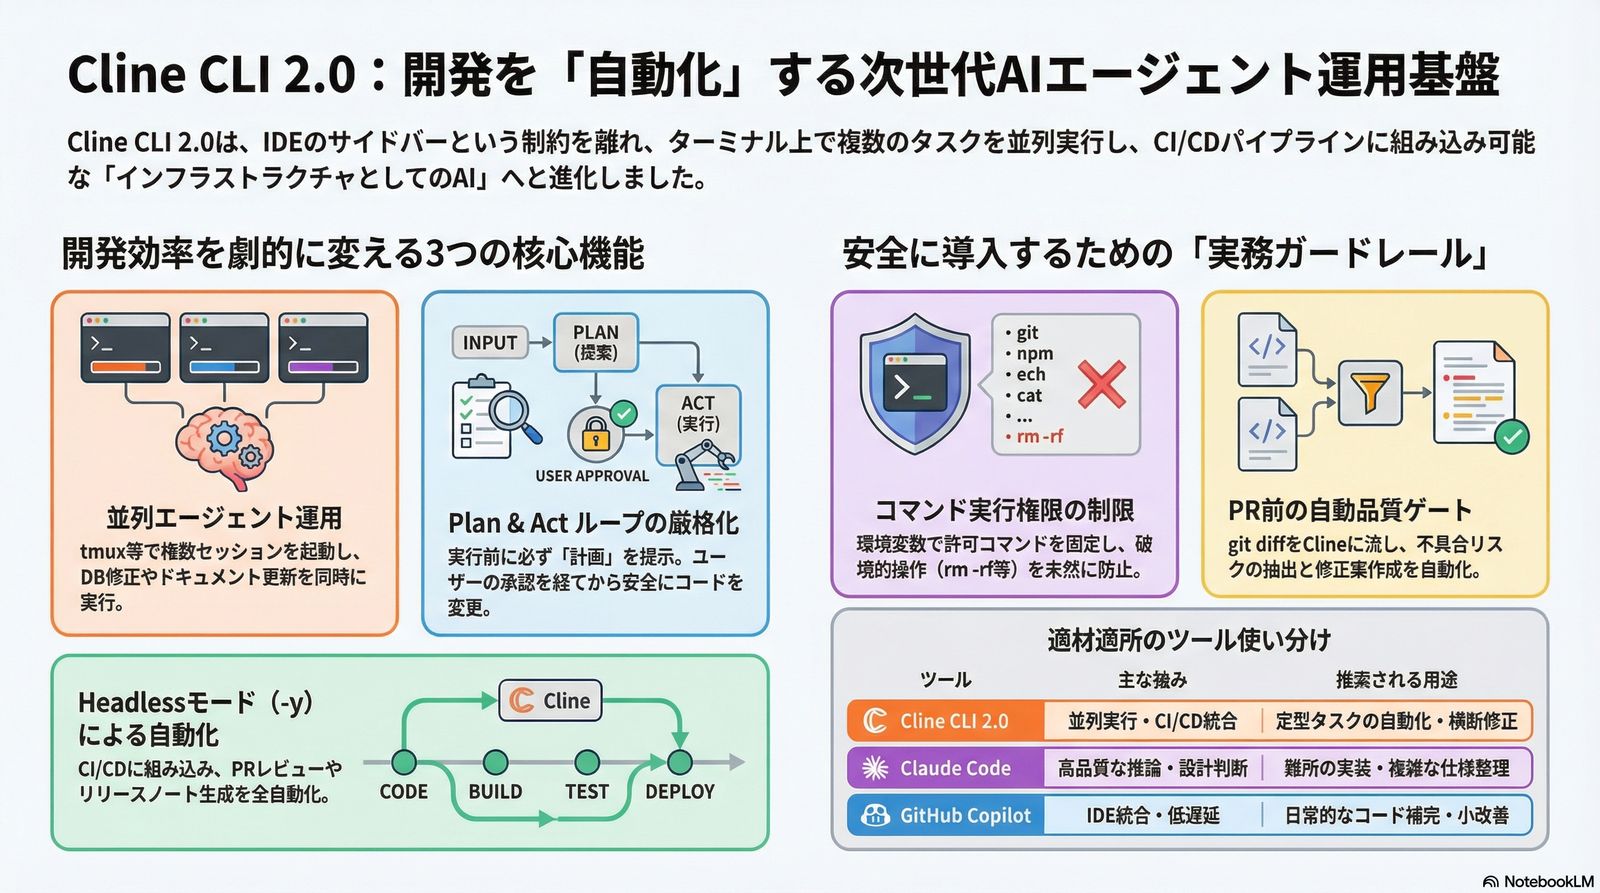 Cline CLI 2.0：開発を「自動化」する次世代AIエージェント運用基盤
Cline CLI 2.0は、IDEのサイドバーという制約を離れ、ターミナル上で複数のタスクを並列実行し、CI/CDパイプラインに組み込み可能
な「インフラストラクチャとしてのAI」へと進化しました。
開発効率を劇的に変える3つの核心機能
並列エージェント運用
tmux等で権数セッションを起動し、
DB修正やドキュメント更新を同時に
実行。
INPUT
PLAN
(提案)
ACT
(実行)
USER APPROVAL
Plan & Act ループの厳格化
実行前に必ず「計画」を提示。ユー
ザーの承認を経てから安全にコードを
変更。
Headlessモード（-y）
による自動化
CI/CDに組み込み、PRレビューや
リリースノート生成を全自動化。
Cline
CODE
BUILD
TEST
DEPLOY
安全に導入するための「実務ガードレール」
・git
・npm
・ech
・cat
・...
・rm -rf
コマンド実行権限の制限
環境変数で許可コマンドを固定し、破
境的操作（rm -rf等）を未然に防止。
PR前の自動品質ゲート
git diffをClineに流し、不具合リス
クの抽出と修正案作成を自動化。
適材適所のツール使い分け
ツール 主な強み 推索される用途
Cline CLI 2.0 並列実行・CI/CD統合 定型タスクの自動化・横断修正
Claude Code 高品質な推論・設計判断 難所の実装・複雑な仕様整理
GitHub Copilot IDE統合・低遅延 日常的なコード補完・小改善
NotebookLM